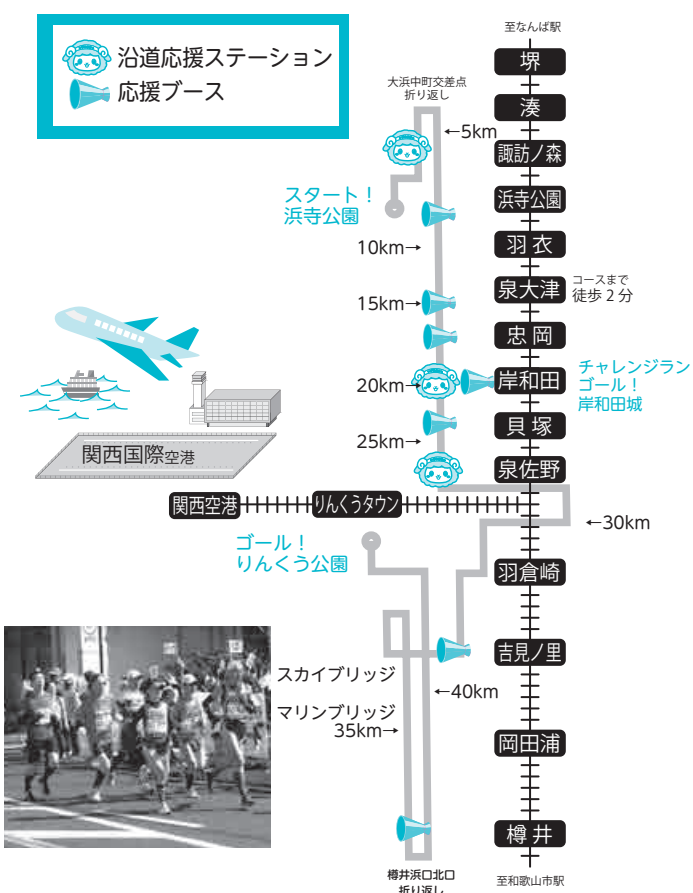 沿道応援ステーション
応援ブース
至なんば駅
堺
湊
諏訪ノ森
浜寺公園
羽衣
泉大津
コースまで
徒歩2分
忠岡
岸和田
チャレンジラン
ゴール！
岸和田城
貝塚
泉佐野
大浜中町交差点
折り返し
←5km
スタート！
浜寺公園
10km→
15km→
20km→
25km→
関西国際空港
関西空港
りんくうタウン
←30km
ゴール！
りんくう公園
羽倉崎
吉見ノ里
スカイブリッジ
←40km
マリンブリッジ
35km→
岡田浦
樽井
樽井浜口北口
折り返し
至和歌山市駅